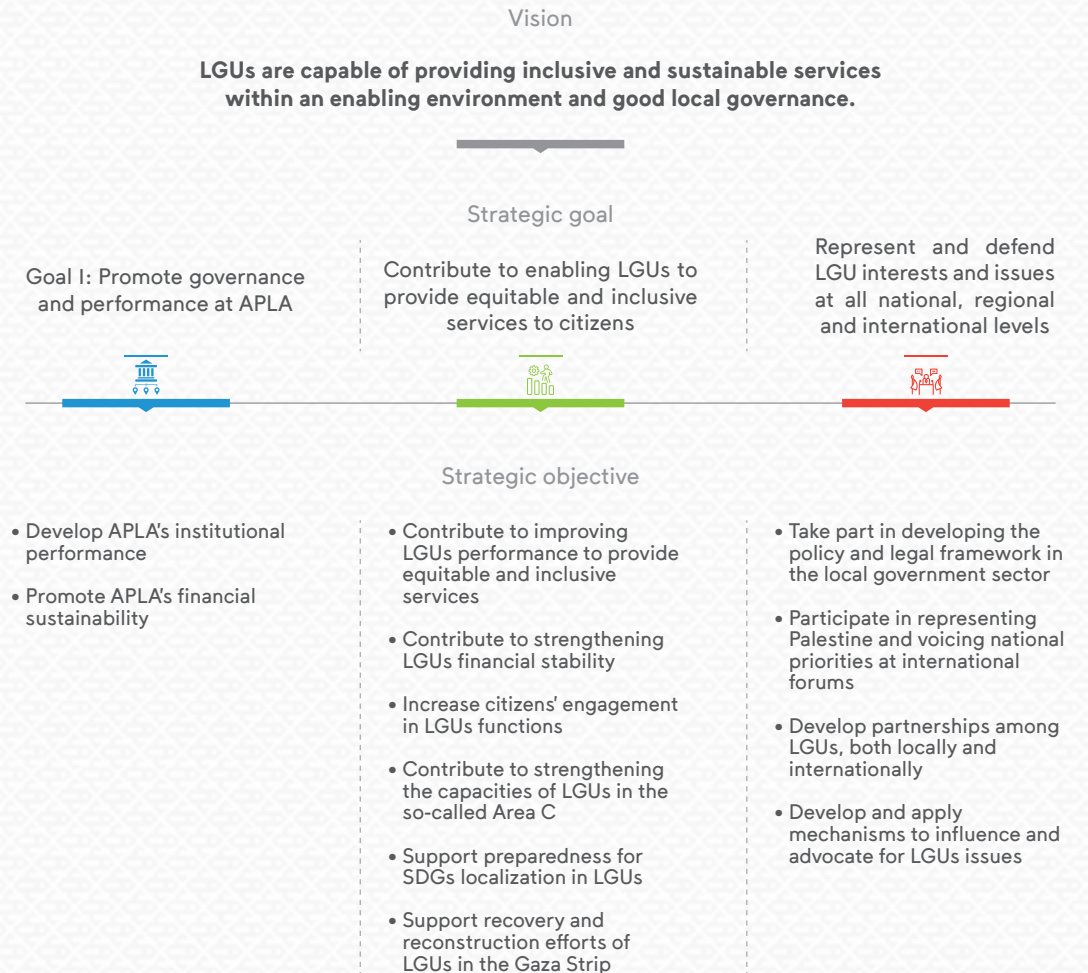 Vision
LGUs are capable of providing inclusive and sustainable services
within an enabling environment and good local governance.
Strategic goal
Goal I: Promote governance
and performance at APLA
Contribute to enabling LGUs to
provide equitable and inclusive
services to citizens
Represent and defend
LGU interests and issues
at all national, regional
and international levels
Strategic objective
• Develop APLA's institutional
performance
• Promote APLA's financial
sustainability
• Contribute to improving
LGUs performance to provide
equitable and inclusive
services
• Contribute to strengthening
LGUs financial stability
• Increase citizens' engagement
in LGUs functions
• Contribute to strengthening
the capacities of LGUs in the
so-called Area C
• Support preparedness for
SDGs localization in LGUs
• Support recovery and
reconstruction efforts of
LGUs in the Gaza Strip
• Take part in developing the
policy and legal framework in
the local government sector
• Participate in representing
Palestine and voicing national
priorities at international
forums
• Develop partnerships among
LGUs, both locally and
internationally
• Develop and apply
mechanisms to influence and
advocate for LGUs issues